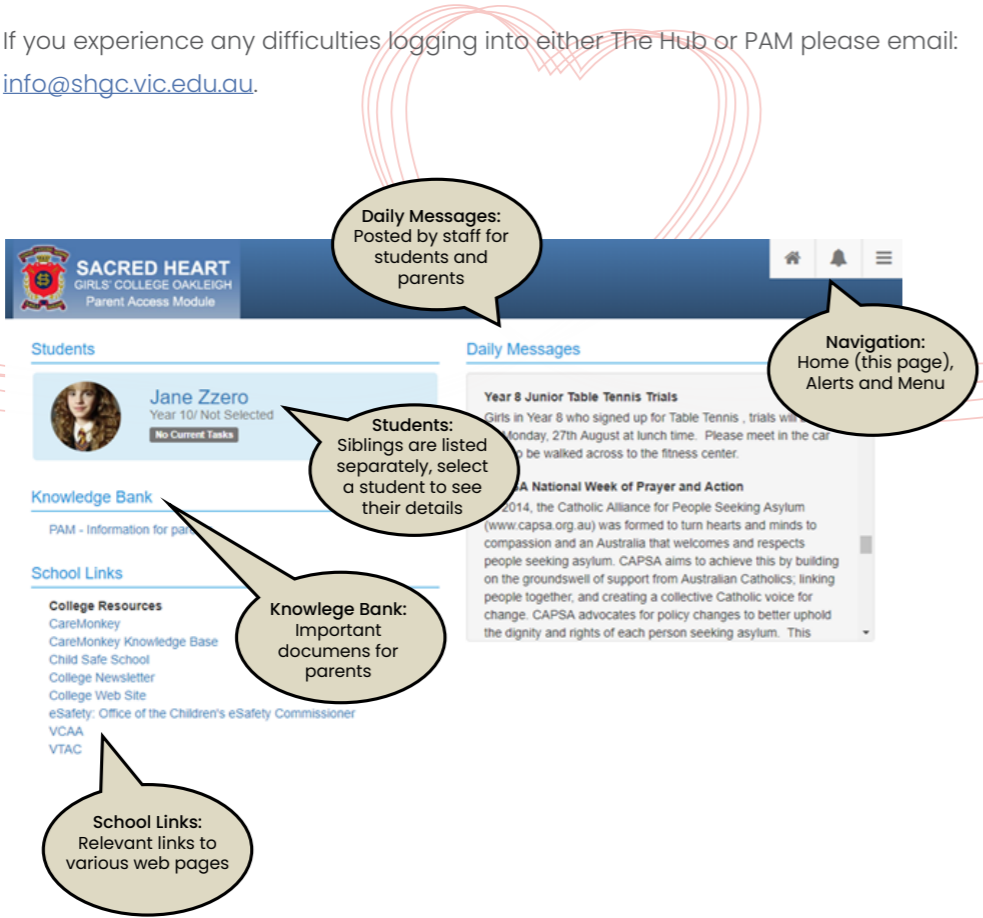 If you experience any difficulties logging into either The Hub or PAM please email:
info@shgc.vic.edu.au.
Daily Messages:
Posted by staff for
students and
parents
SACRED HEART
GIRLS' COLLEGE OAKLEIGH
Parent Access Module
Navigation:
Home (this page),
Alerts and Menu
Students
Jane Zzero
Year 10/ Not Selected
No Current Tasks
Students:
Siblings are listed
separately, select
a student to see
their details
Knowledge Bank
PAM - Information for
Knowlege Bank:
Important
documens for
parents
School Links
College Resources
CareMonkey
CareMonkey Knowledge Base
Child Safe School
College Newsletter
College Web Site
eSafety: Office of the Children's eSafety Commissioner
VCAA
VTAC
School Links:
Relevant links to
various web pages
Daily Messages
Year 8 Junior Table Tennis Trials
Girls in Year 8 who signed up for Table Tennis , trials will
Monday, 27th August at lunch time. Please meet in the car
be walked across to the fitness center.
National Week of Prayer and Action
2014, the Catholic Alliance for People Seeking Asylum
(www.capsa.org.au) was formed to turn hearts and minds to
compassion and an Australia that welcomes and respects
people seeking asylum. CAPSA aims to achieve this by building
on the groundswell of support from Australian Catholics; linking
people together, and creating a collective Catholic voice for
change. CAPSA advocates for policy changes to better uphold
the dignity and rights of each person seeking asylum. This